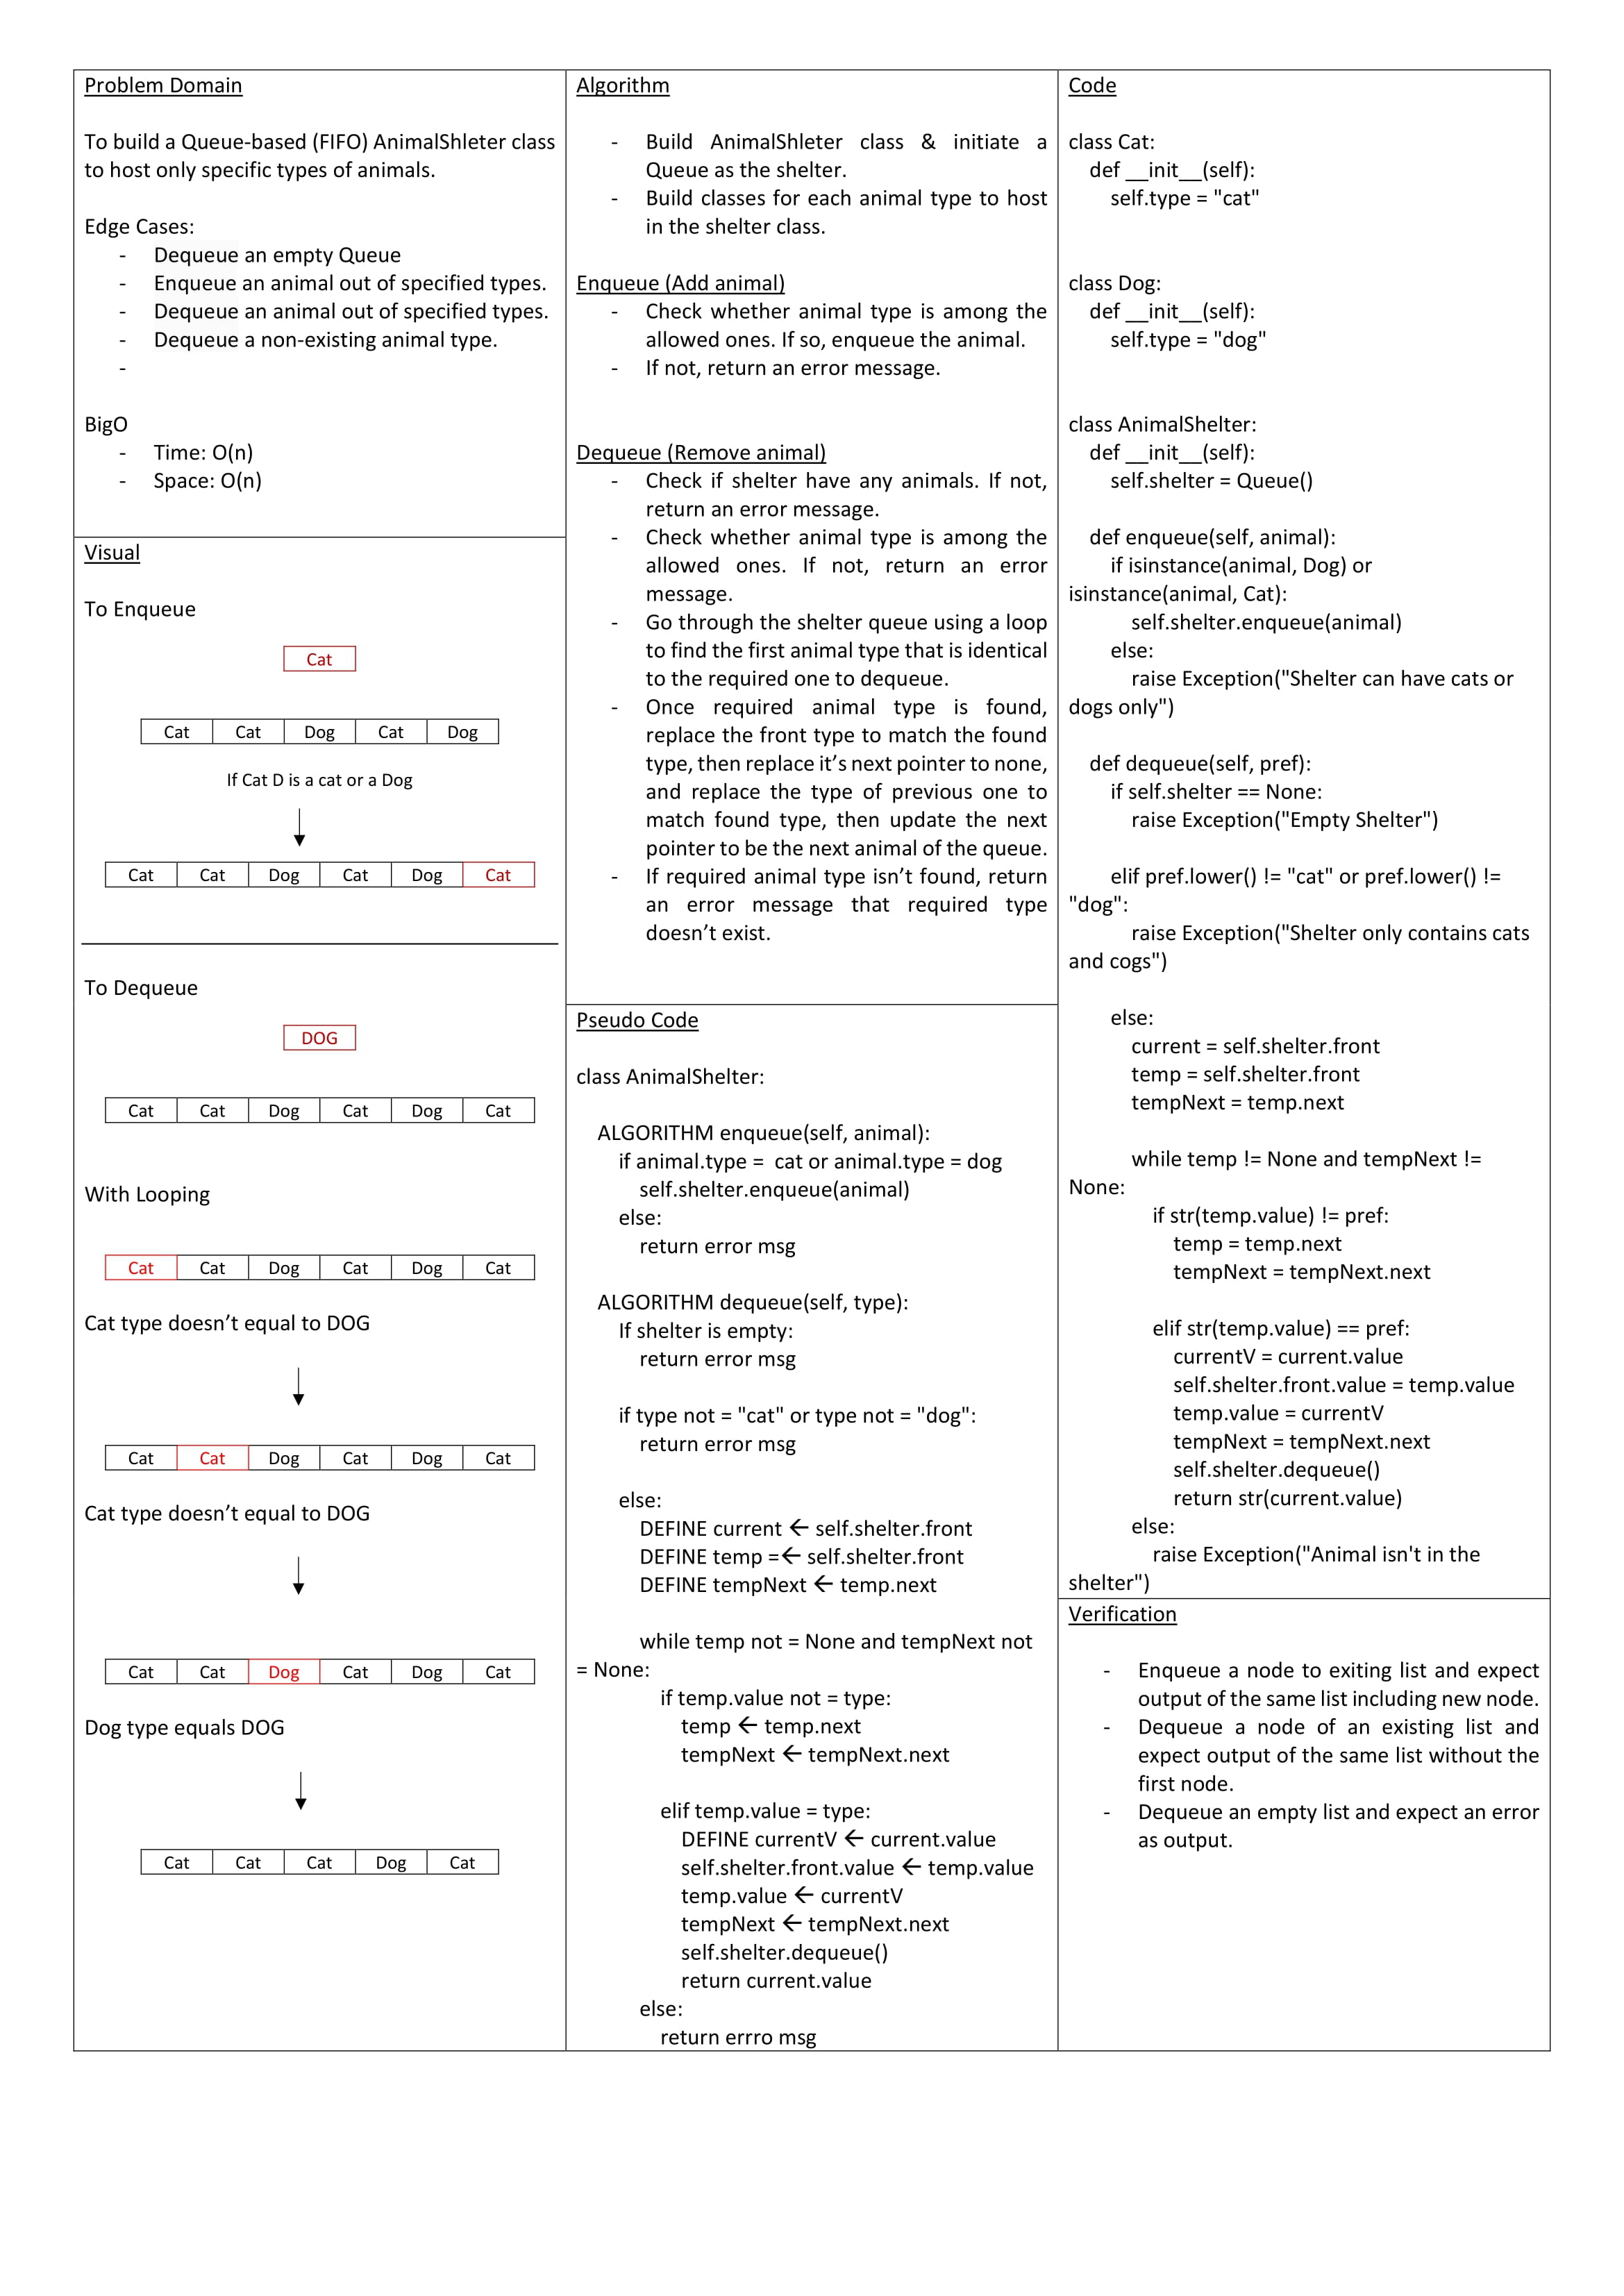 Problem Domain
To build a Queue-based (FIFO) AnimalShleter class
to host only specific types of animals.
Edge Cases:
- Dequeue an empty Queue
- Enqueue an animal out of specified types.
- Dequeue an animal out of specified types.
- Dequeue a non-existing animal type.
-
BigO
- Time: O(n)
- Space: O(n)
Visual
To Enqueue
Cat
Cat Cat Dog Cat Dog
If Cat D is a cat or a Dog
Cat Cat Dog Cat Dog Cat
To Dequeue
DOG
Cat Cat Dog Cat Dog Cat
With Looping
Cat Cat Dog Cat Dog Cat
Cat type doesn’t equal to DOG
Cat Cat Dog Cat Dog Cat
Cat type doesn’t equal to DOG
Cat Cat Dog Cat Dog Cat
Dog type equals DOG
Cat Cat Cat Dog Cat
Algorithm
- Build AnimalShleter class & initiate a
Queue as the shelter.
- Build classes for each animal type to host
in the shelter class.
Enqueue (Add animal)
- Check whether animal type is among the
allowed ones. If so, enqueue the animal.
- If not, return an error message.
Dequeue (Remove animal)
- Check if shelter have any animals. If not,
return an error message.
- Check whether animal type is among the
allowed ones. If not, return an error
message.
- Go through the shelter queue using a loop
to find the first animal type that is identical
to the required one to dequeue.
- Once required animal type is found,
replace the front type to match the found
type, then replace it’s next pointer to none,
and replace the type of previous one to
match found type, then update the next
pointer to be the next animal of the queue.
- If required animal type isn’t found, return
an error message that required type
doesn’t exist.
Pseudo Code
class AnimalShelter:
ALGORITHM enqueue(self, animal):
if animal.type =  cat or animal.type = dog
self.shelter.enqueue(animal)
else:
return error msg
ALGORITHM dequeue(self, type):
If shelter is empty:
return error msg
if type not = "cat" or type not = "dog":
return error msg
else:
DEFINE current ← self.shelter.front
DEFINE temp =← self.shelter.front
DEFINE tempNext ← temp.next
while temp not = None and tempNext not
= None:
if temp.value not = type:
temp ← temp.next
tempNext ← tempNext.next
elif temp.value = type:
DEFINE currentV ← current.value
self.shelter.front.value ← temp.value
temp.value ← currentV
tempNext ← tempNext.next
self.shelter.dequeue()
return current.value
else:
return errro msg
Code
class Cat:
def __init__(self):
self.type = "cat"
class Dog:
def __init__(self):
self.type = "dog"
class AnimalShelter:
def __init__(self):
self.shelter = Queue()
def enqueue(self, animal):
if isinstance(animal, Dog) or
isinstance(animal, Cat):
self.shelter.enqueue(animal)
else:
raise Exception("Shelter can have cats or
dogs only")
def dequeue(self, pref):
if self.shelter == None:
raise Exception("Empty Shelter")
elif pref.lower() != "cat" or pref.lower() !=
"dog":
raise Exception("Shelter only contains cats
and cogs")
else:
current = self.shelter.front
temp = self.shelter.front
tempNext = temp.next
while temp != None and tempNext !=
None:
if str(temp.value) != pref:
temp = temp.next
tempNext = tempNext.next
elif str(temp.value) == pref:
currentV = current.value
self.shelter.front.value = temp.value
temp.value = currentV
tempNext = tempNext.next
self.shelter.dequeue()
return str(current.value)
else:
raise Exception("Animal isn't in the
shelter")
Verification
- Enqueue a node to exiting list and expect
output of the same list including new node.
- Dequeue a node of an existing list and
expect output of the same list without the
first node.
- Dequeue an empty list and expect an error
as output.